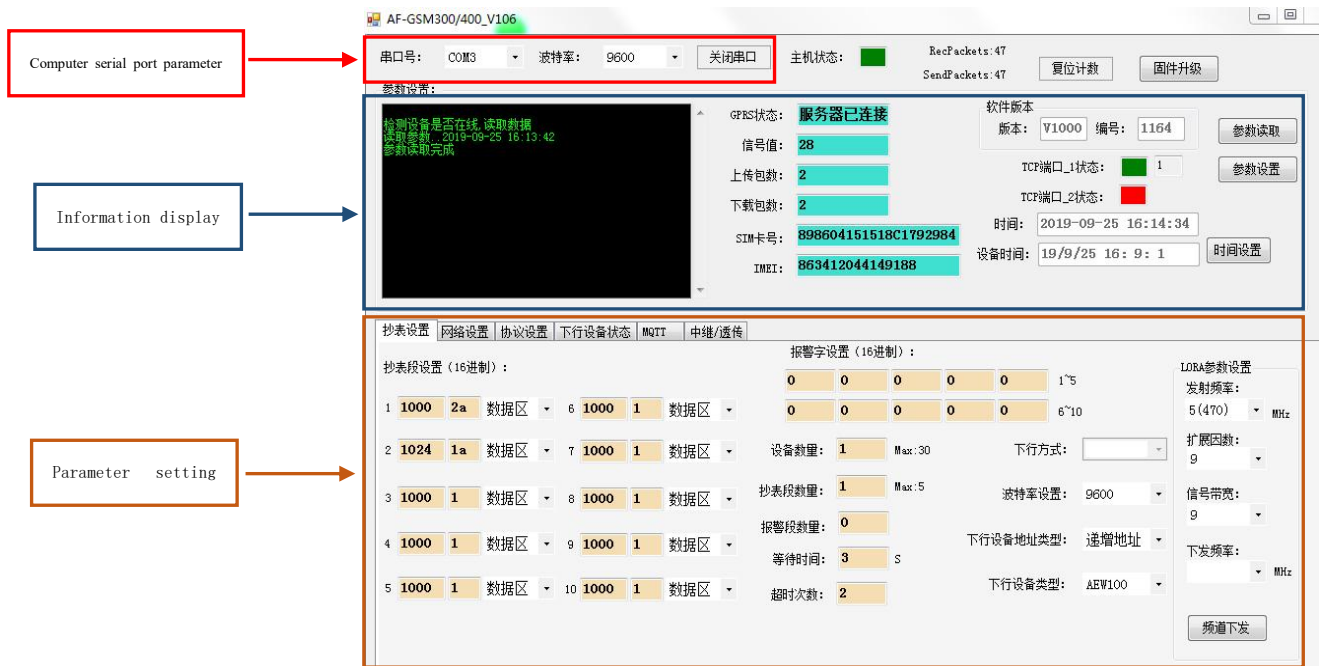 AF-GSM300/400_V106
Computer serial port parameter
串口号: COM3 波特率: 9600 关闭串口 主机状态: RecPackets:47
SendPackets:47 复位计数 固件升级
参数设置:
Information display
检测设备是否在线,读取数据
读取参数..2019-09-25 16:13:42
参数读取完成
GPRS状态: 服务器已连接
信号值: 28
上传包数: 2
下载包数: 2
SIM卡号: 898604151518C1792984
IMEI: 863412044149188
软件版本
版本: V1000 编号: 1164 参数读取
TCP端口_1状态: 1 参数设置
TCP端口_2状态:
时间: 2019-09-25 16:14:34
设备时间: 19/9/25 16: 9: 1 时间设置
Parameter setting
抄表设置 网络设置 协议设置 下行设备状态 MQTT 中继/透传
抄表段设置（16进制）:
1 1000 2a 数据区 6 1000 1 数据区
2 1024 1a 数据区 7 1000 1 数据区
3 1000 1 数据区 8 1000 1 数据区
4 1000 1 数据区 9 1000 1 数据区
5 1000 1 数据区 10 1000 1 数据区
报警字设置（16进制）:
0 0 0 0 0 1~5
0 0 0 0 0 6~10
设备数量: 1 Max:30 下行方式:
抄表段数量: 1 Max:5 波特率设置: 9600
报警段数量: 0
下行设备地址类型: 递增地址
等待时间: 3 S
下行设备类型: AEW100
超时次数: 2
LORA参数设置
发射频率:
5(470) MHz
扩展因数:
9
信号带宽:
9
下发频率:
MHz
频道下发